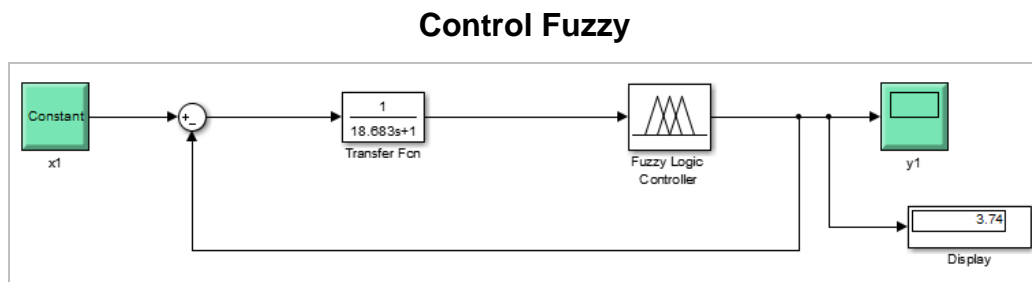 Control Fuzzy
Constant
x1
+
-
1
18.683s+1
Transfer Fcn
Fuzzy Logic
Controller
y1
3.74
Display